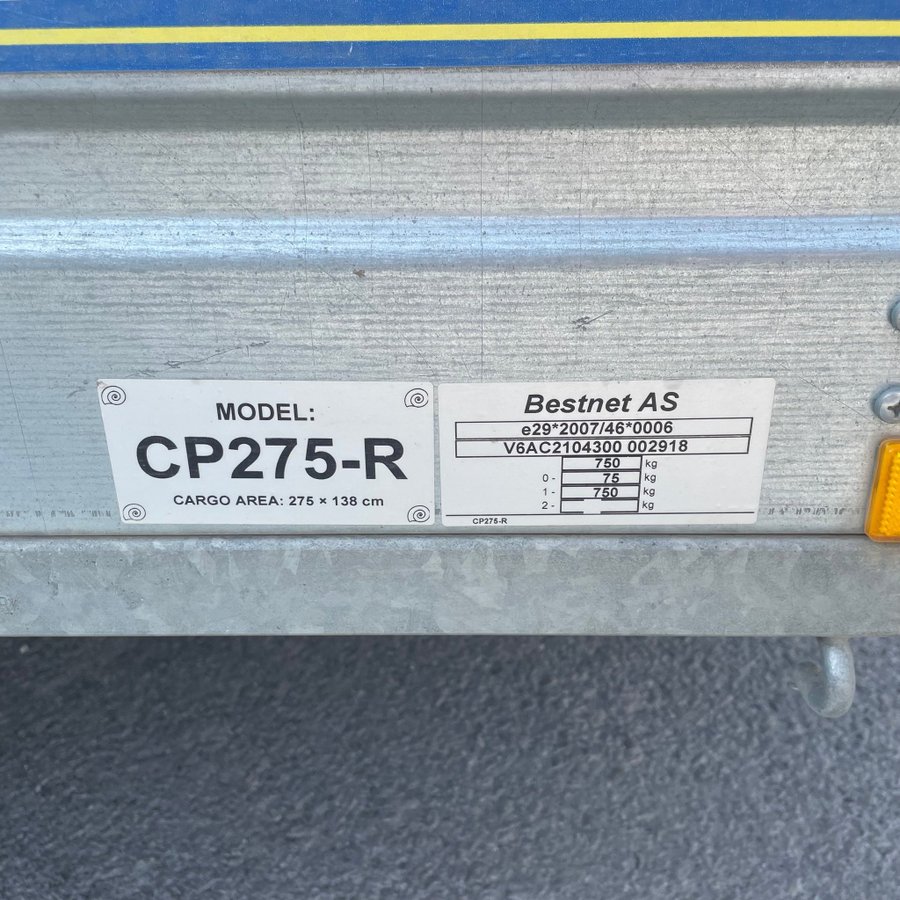 MODEL:
CP275-R
CARGO AREA: 275 × 138 cm
Bestnet AS
e29*2007/46*0006
V6AC2104300 002918
750 kg
0 - 75 kg
1 - 750 kg
2 - kg
CP275-R